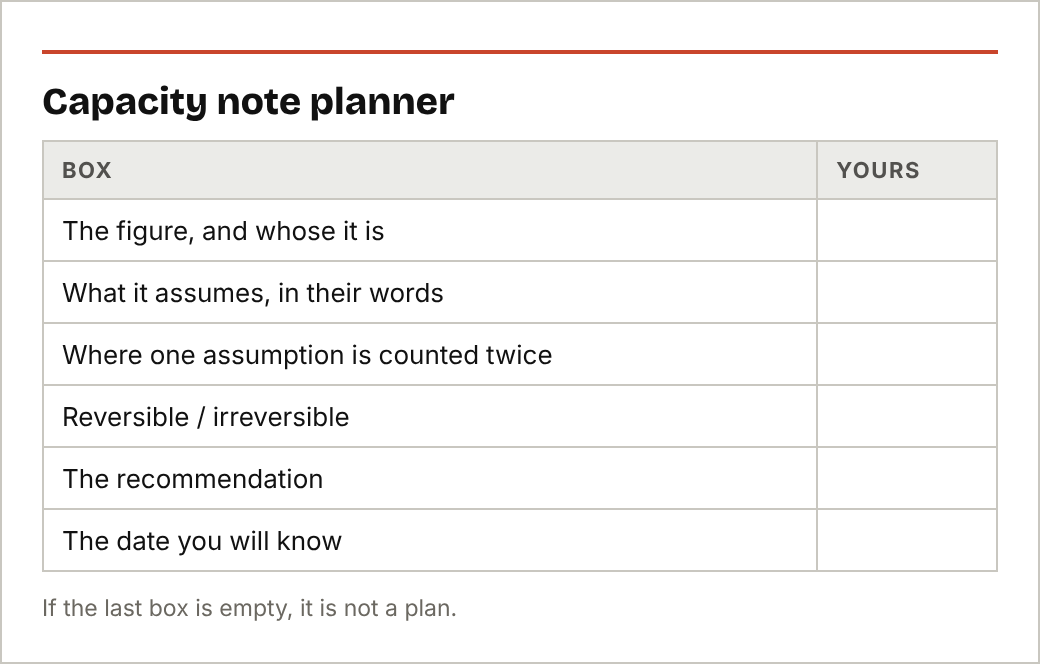 Capacity note planner
BOX YOURS
The figure, and whose it is
What it assumes, in their words
Where one assumption is counted twice
Reversible / irreversible
The recommendation
The date you will know
If the last box is empty, it is not a plan.